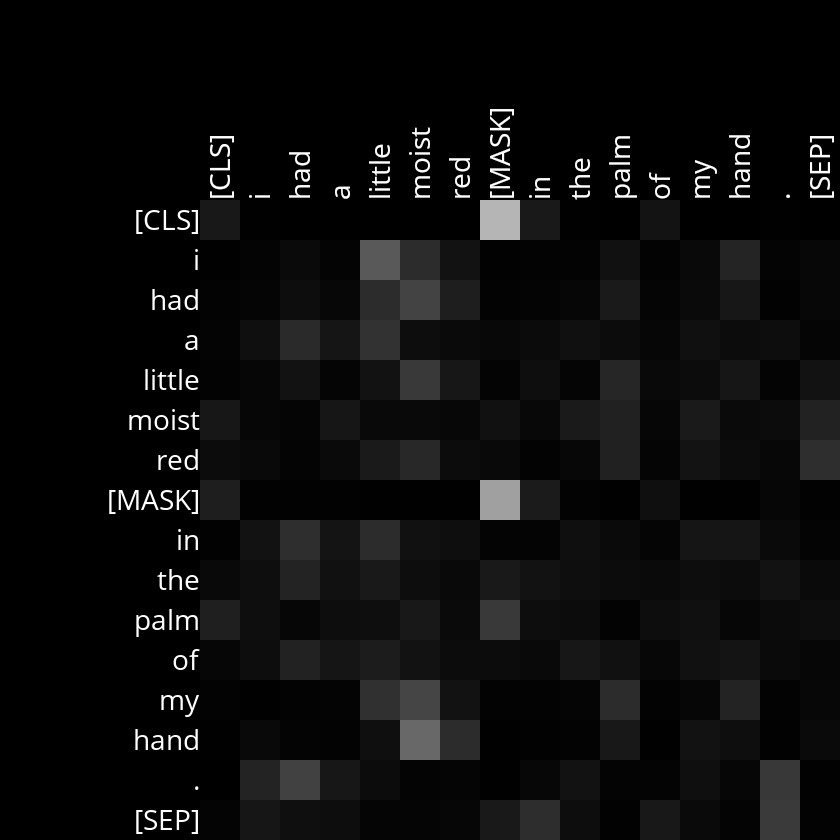 [CLS] i had a little moist red [MASK] in the palm of my hand . [SEP]
[CLS]
i
had
a
little
moist
red
[MASK]
in
the
palm
of
my
hand
.
[SEP]